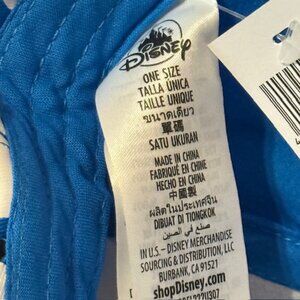 Disney
ONE SIZE
TALLA ÚNICA
TAILLE UNIQUE
ขนาดเดียว
單碼
SATU UKURAN
MADE IN CHINA
FABRIQUÉ EN CHINE
HECHO EN CHINA
中國製
ผลิตในประเทศจีน
DIBUAT DI TIONGKOK
صنع في الصين
IN U.S. – DISNEY MERCHANDISE
SOURCING & DISTRIBUTION, LLC
BURBANK, CA 91521
shopDisney.com